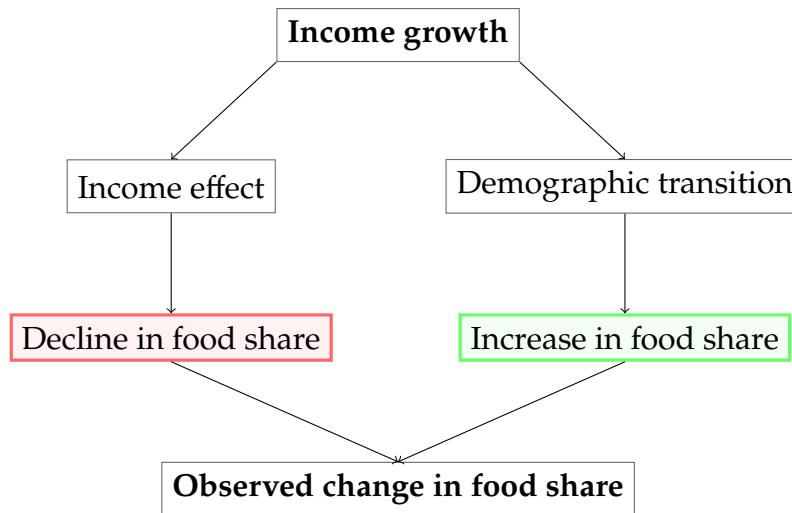 Income growth
Income effect
Demographic transition
Decline in food share
Increase in food share
Observed change in food share